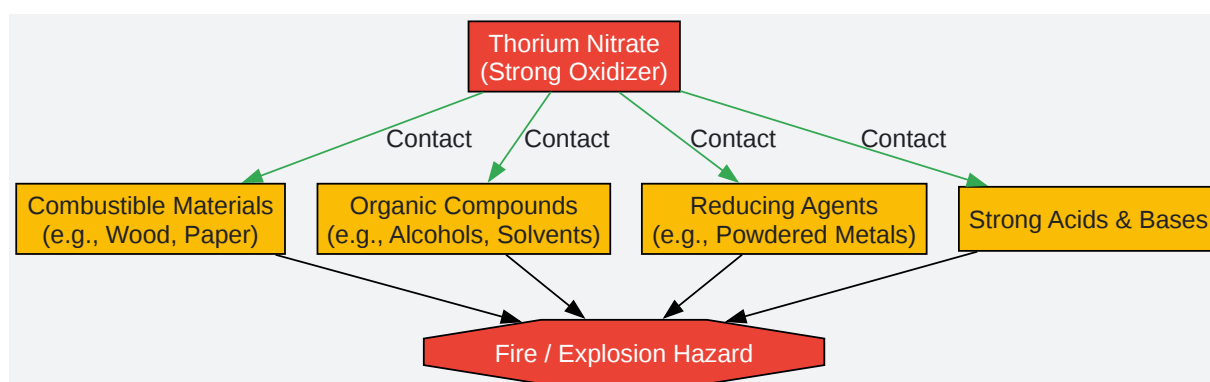 Thorium Nitrate
(Strong Oxidizer)
Contact
Contact
Contact
Contact
Combustible Materials
(e.g., Wood, Paper)
Organic Compounds
(e.g., Alcohols, Solvents)
Reducing Agents
(e.g., Powdered Metals)
Strong Acids & Bases
Fire / Explosion Hazard